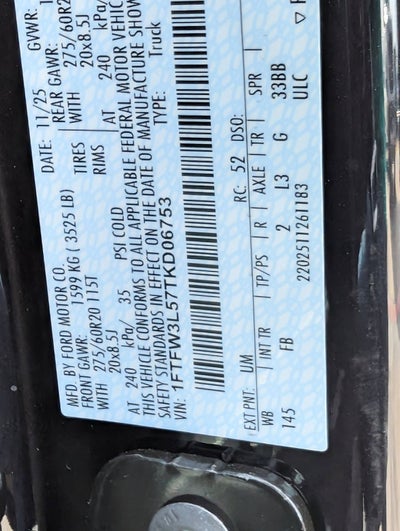 MFD. BY FORD MOTOR CO.
DATE: 11/25 GVWR:
FRONT GAWR: 1599 KG ( 3525 LB) REAR GAWR:
WITH 275/60R20 115T TIRES WITH 275/60R2
20x8.5J RIMS 20x8.5J
AT 240 kPa/ 35 PSI COLD AT 240 kPa/
THIS VEHICLE CONFORMS TO ALL APPLICABLE FEDERAL MOTOR VEHIC
SAFETY STANDARDS IN EFFECT ON THE DATE OF MANUFACTURE SHOW
VIN: 1FTFW3L57TKD06753 TYPE: Truck
EXT PNT: UM RC: 52 DSO:
WB INT TR TP/PS R AXLE TR SPR
145 FB 2 L3 G 33BB
ULC
2202511261183